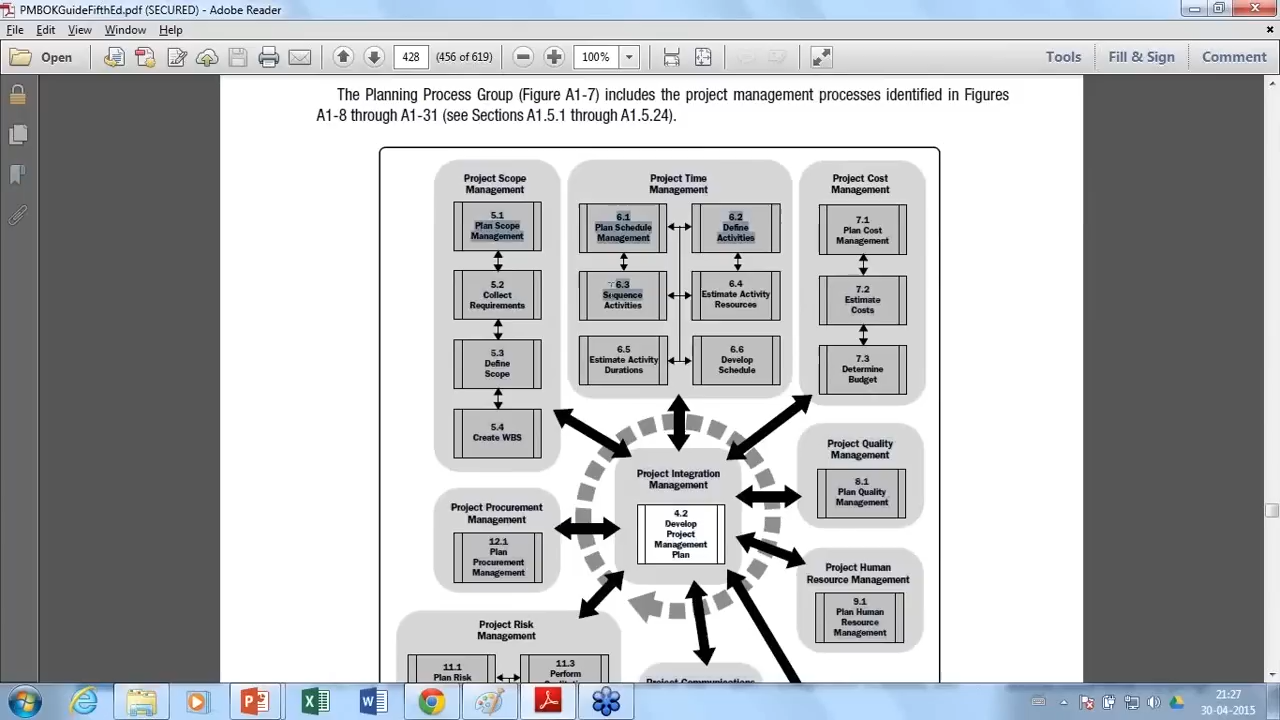 PMBOKGuideFifthEd.pdf (SECURED) - Adobe Reader
File Edit View Window Help
Open 428 (456 of 619) 100% Tools Fill & Sign Comment
The Planning Process Group (Figure A1-7) includes the project management processes identified in Figures
A1-8 through A1-31 (see Sections A1.5.1 through A1.5.24).
Project Scope
Management
5.1
Plan Scope
Management
5.2
Collect
Requirements
5.3
Define
Scope
5.4
Create WBS
Project Time
Management
6.1
Plan Schedule
Management
6.2
Define
Activities
6.3
Sequence
Activities
6.4
Estimate Activity
Resources
6.5
Estimate Activity
Durations
6.6
Develop
Schedule
Project Cost
Management
7.1
Plan Cost
Management
7.2
Estimate
Costs
7.3
Determine
Budget
Project Integration
Management
4.2
Develop
Project
Management
Plan
Project Quality
Management
8.1
Plan Quality
Management
Project Procurement
Management
12.1
Plan
Procurement
Management
Project Human
Resource Management
9.1
Plan Human
Resource
Management
Project Risk
Management
11.1
Plan Risk
11.3
Perform
Project Communications
21:27
30-04-2015